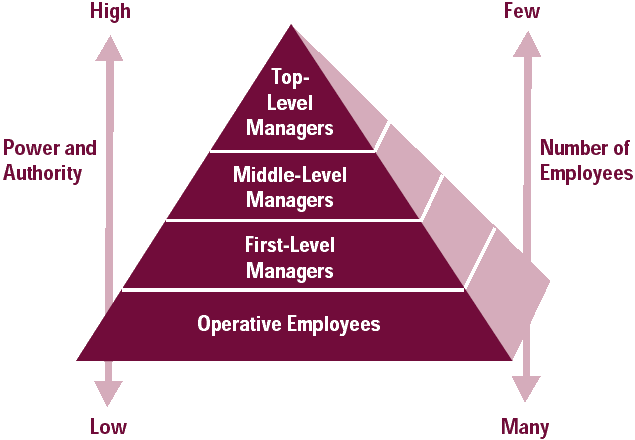 High
Few
Top-
Level
Managers
Power and
Authority
Number of
Employees
Middle-Level
Managers
First-Level
Managers
Operative Employees
Low
Many